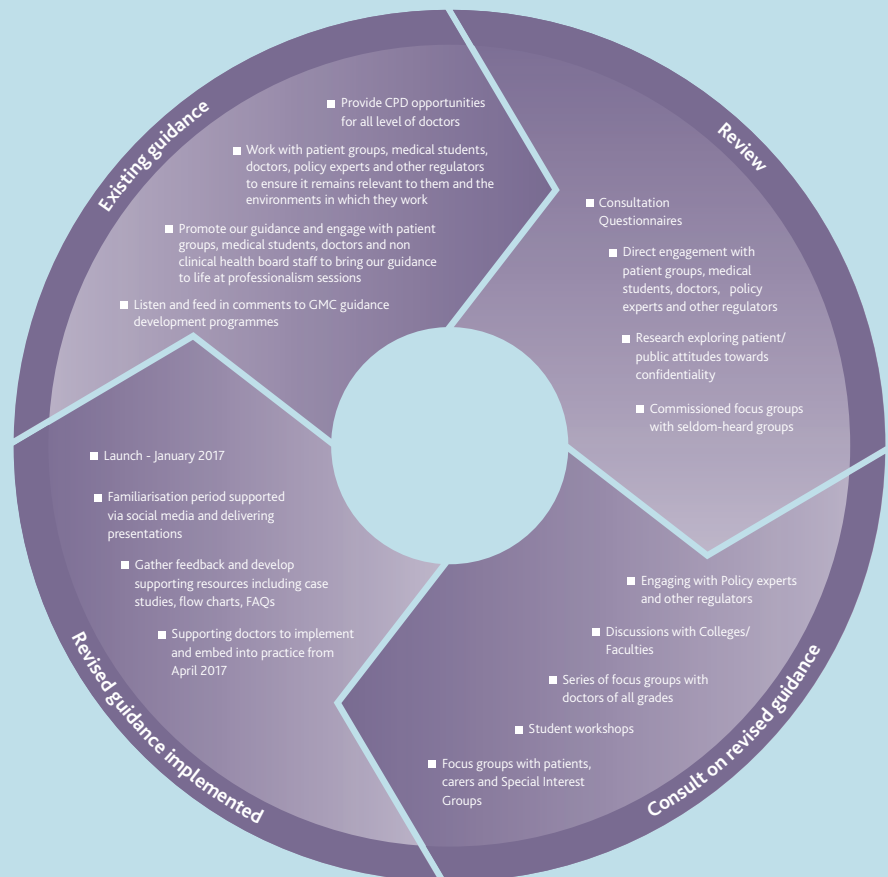 Existing guidance
Provide CPD opportunities
for all level of doctors
Work with patient groups, medical students,
doctors, policy experts and other regulators
to ensure it remains relevant to them and the
environments in which they work
Promote our guidance and engage with patient
groups, medical students, doctors and non
clinical health board staff to bring our guidance
to life at professionalism sessions
Listen and feed in comments to GMC guidance
development programmes
Review
Consultation
Questionnaires
Direct engagement with
patient groups, medical
students, doctors, policy
experts and other regulators
Research exploring patient/
public attitudes towards
confidentiality
Commissioned focus groups
with seldom-heard groups
Consult on revised guidance
Engaging with Policy experts
and other regulators
Discussions with Colleges/
Faculties
Series of focus groups with
doctors of all grades
Student workshops
Focus groups with patients,
carers and Special Interest
Groups
Revised guidance implemented
Launch - January 2017
Familiarisation period supported
via social media and delivering
presentations
Gather feedback and develop
supporting resources including case
studies, flow charts, FAQs
Supporting doctors to implement
and embed into practice from
April 2017